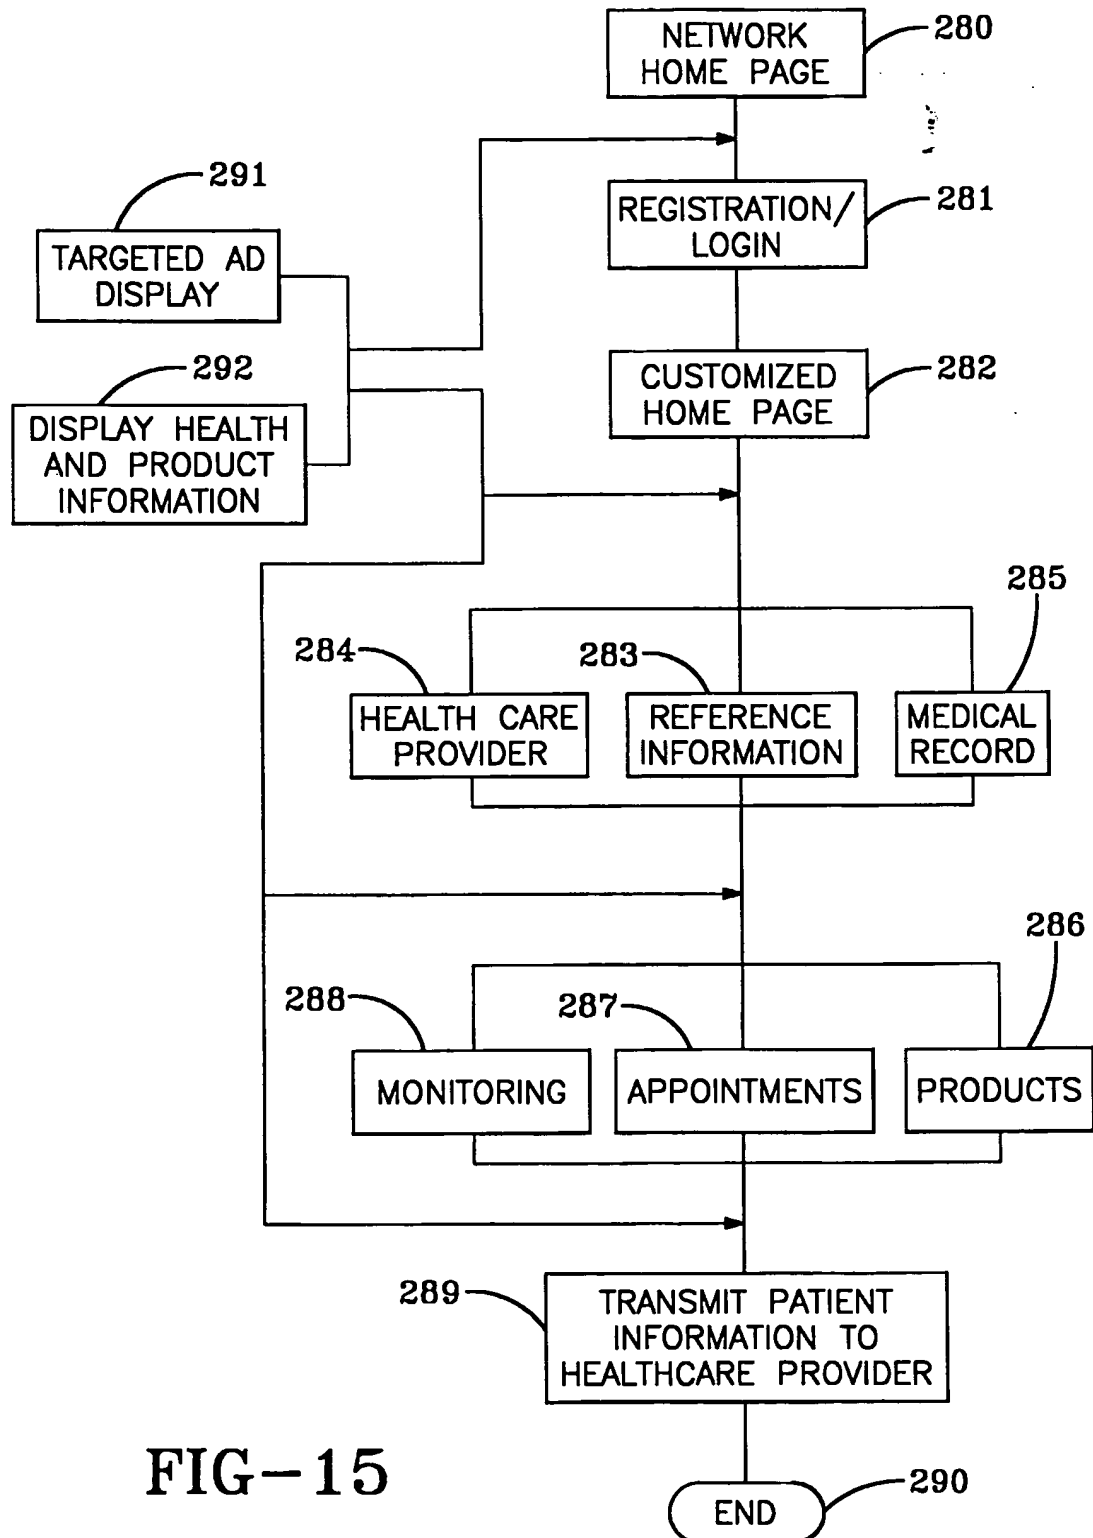 NETWORK
HOME PAGE
280
291
TARGETED AD
DISPLAY
REGISTRATION/
LOGIN
281
292
DISPLAY HEALTH
AND PRODUCT
INFORMATION
CUSTOMIZED
HOME PAGE
282
285
284
283
HEALTH CARE
PROVIDER
REFERENCE
INFORMATION
MEDICAL
RECORD
286
288
287
MONITORING
APPOINTMENTS
PRODUCTS
289
TRANSMIT PATIENT
INFORMATION TO
HEALTHCARE PROVIDER
FIG-15
END
290